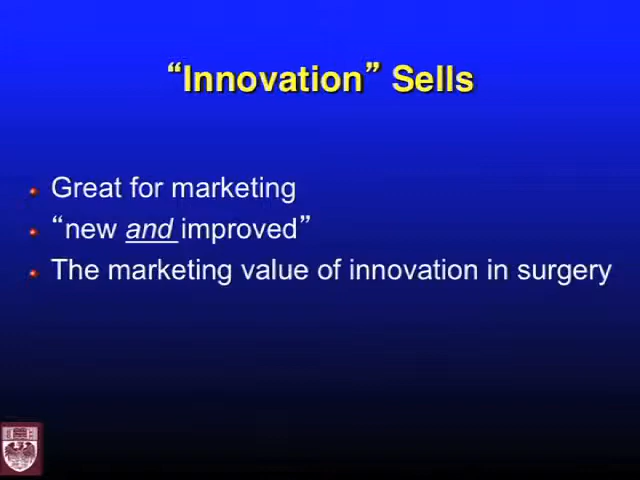 “Innovation” Sells
Great for marketing
“new and improved”
The marketing value of innovation in surgery